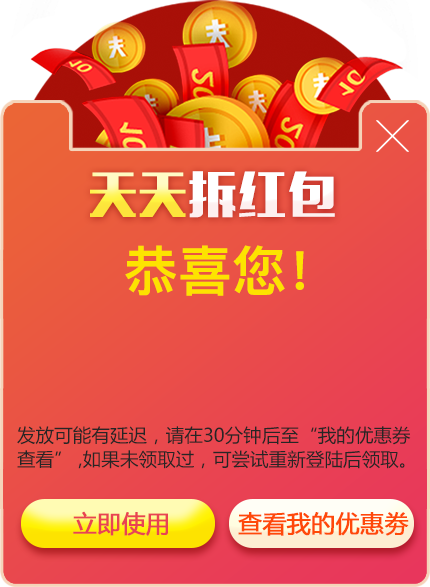 天天拆红包
恭喜您!
发放可能有延迟，请在30分钟后至“我的优惠券
查看”,如果未领取过，可尝试重新登陆后领取。
立即使用
查看我的优惠券